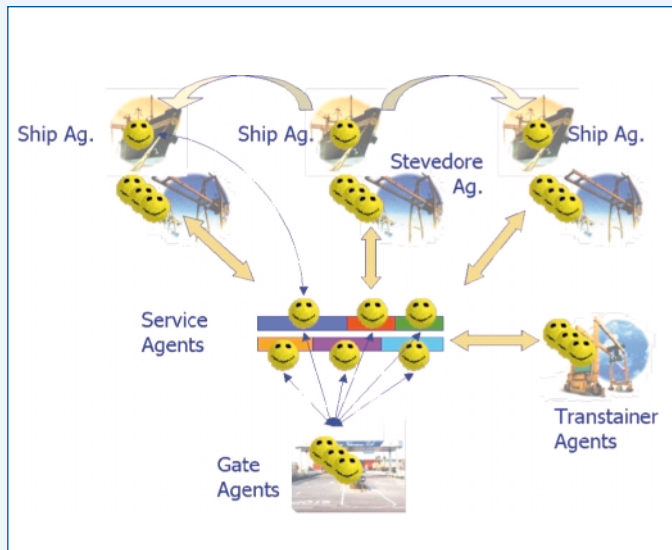 Ship Ag.
Ship Ag.
Ship Ag.
Stevedore
Ag.
Service
Agents
Transtainer
Agents
Gate
Agents